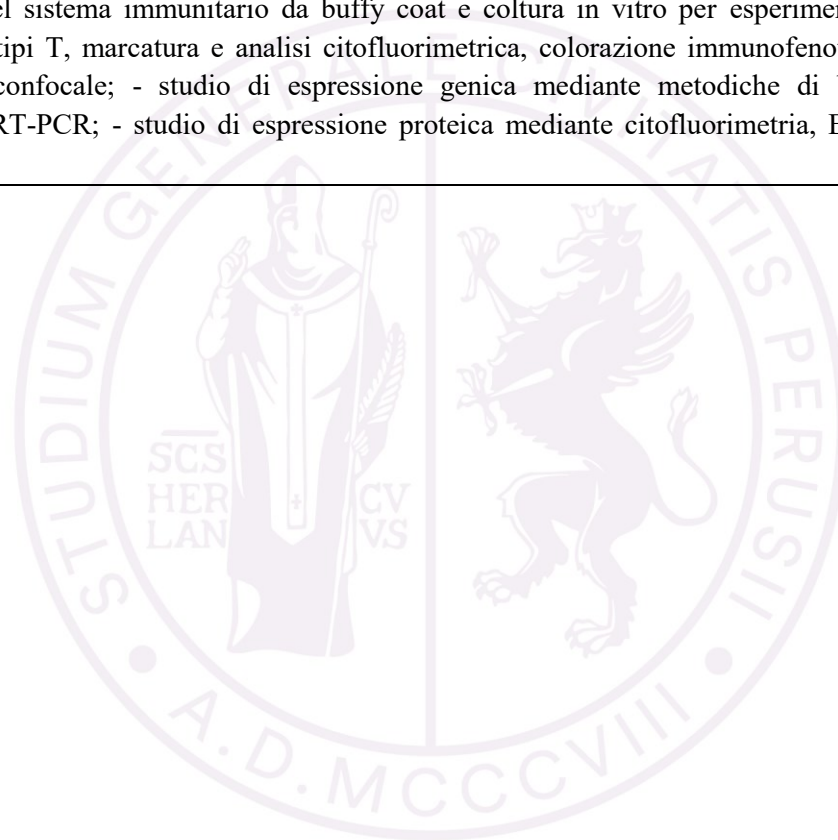 el sistema immunitario da buffy coat e coltura in vitro per esperime
tipi T, marcatura e analisi citofluorimetrica, colorazione immunofeno
confocale; - studio di espressione genica mediante metodiche di
RT-PCR; - studio di espressione proteica mediante citofluorimetria, E
STUDIUM GENERALE CIVITATIS PERUSII
SCS
HER
LAN
CV
VS
A.D. MCCCVIII